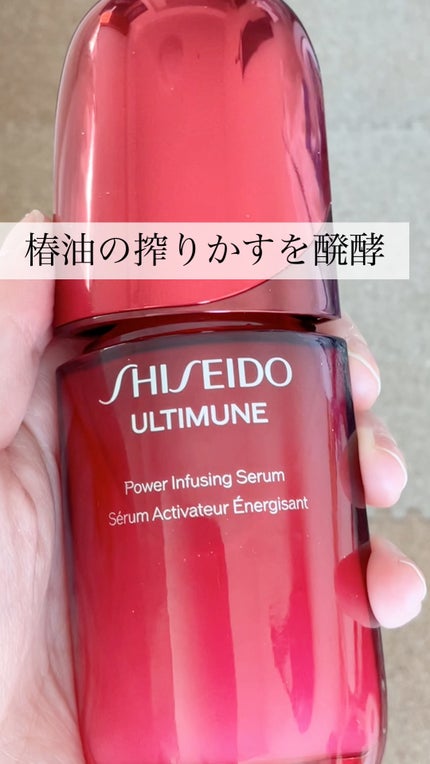 椿油の搾りかすを醗酵
SHISEIDO
ULTIMUNE
Power Infusing Serum
Sérum Activateur Énergisant